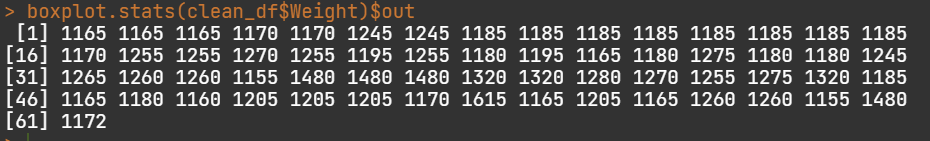 > boxplot.stats(clean_df$Weight)$out
[1] 1165 1165 1165 1170 1170 1245 1245 1185 1185 1185 1185 1185 1185 1185 1185
[16] 1170 1255 1255 1270 1255 1195 1255 1180 1195 1165 1180 1275 1180 1180 1245
[31] 1265 1260 1260 1155 1480 1480 1480 1320 1320 1280 1270 1255 1275 1320 1185
[46] 1165 1180 1160 1205 1205 1205 1170 1615 1165 1205 1165 1260 1260 1155 1480
[61] 1172